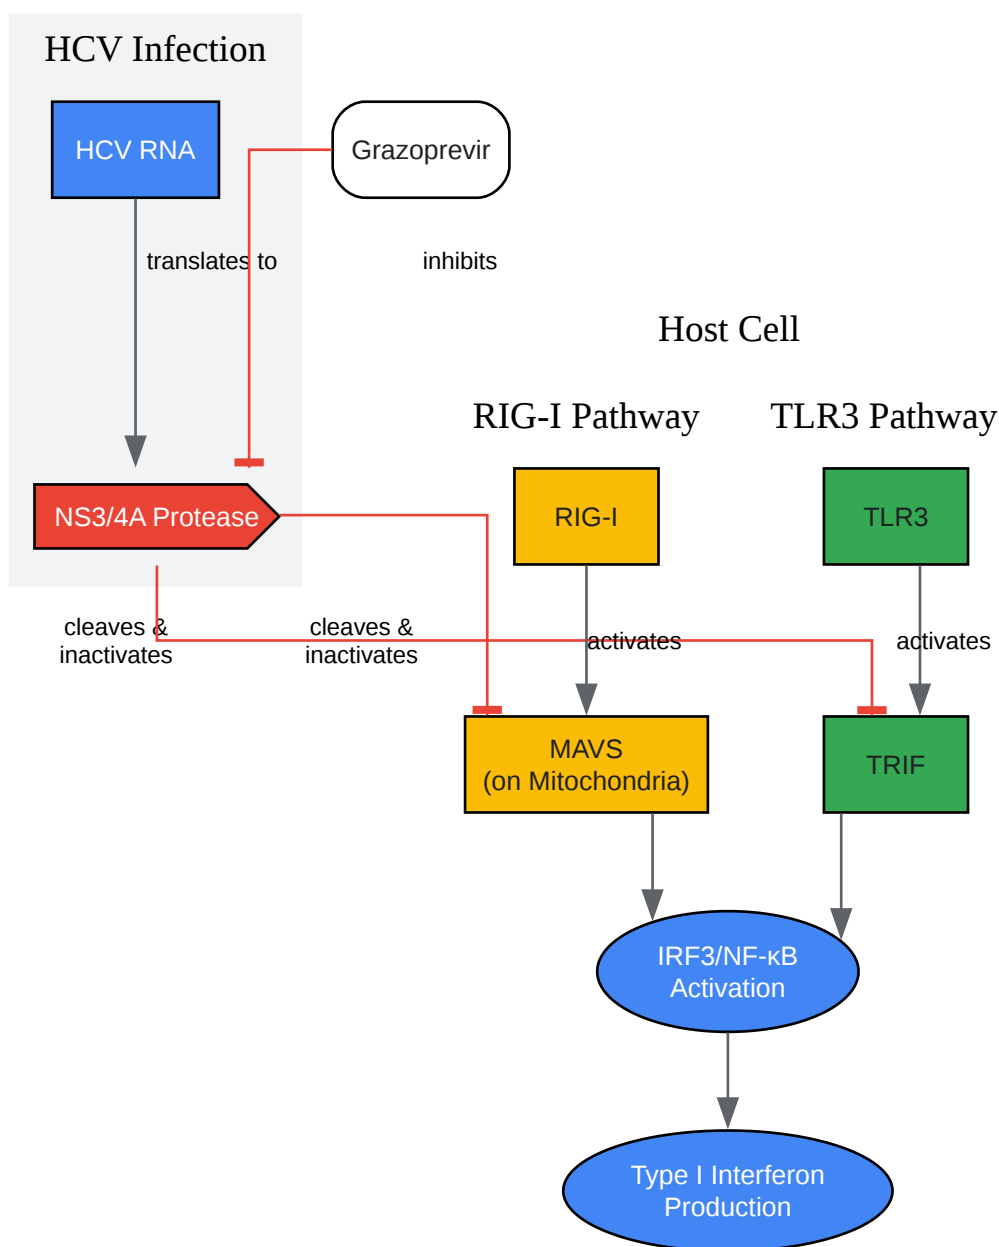 HCV Infection
HCV RNA
Grazoprevir
translates to
inhibits
Host Cell
RIG-I Pathway
TLR3 Pathway
NS3/4A Protease
RIG-I
TLR3
cleaves &
inactivates
cleaves &
inactivates
activates
activates
MAVS
(on Mitochondria)
TRIF
IRF3/NF-κB
Activation
Type I Interferon
Production